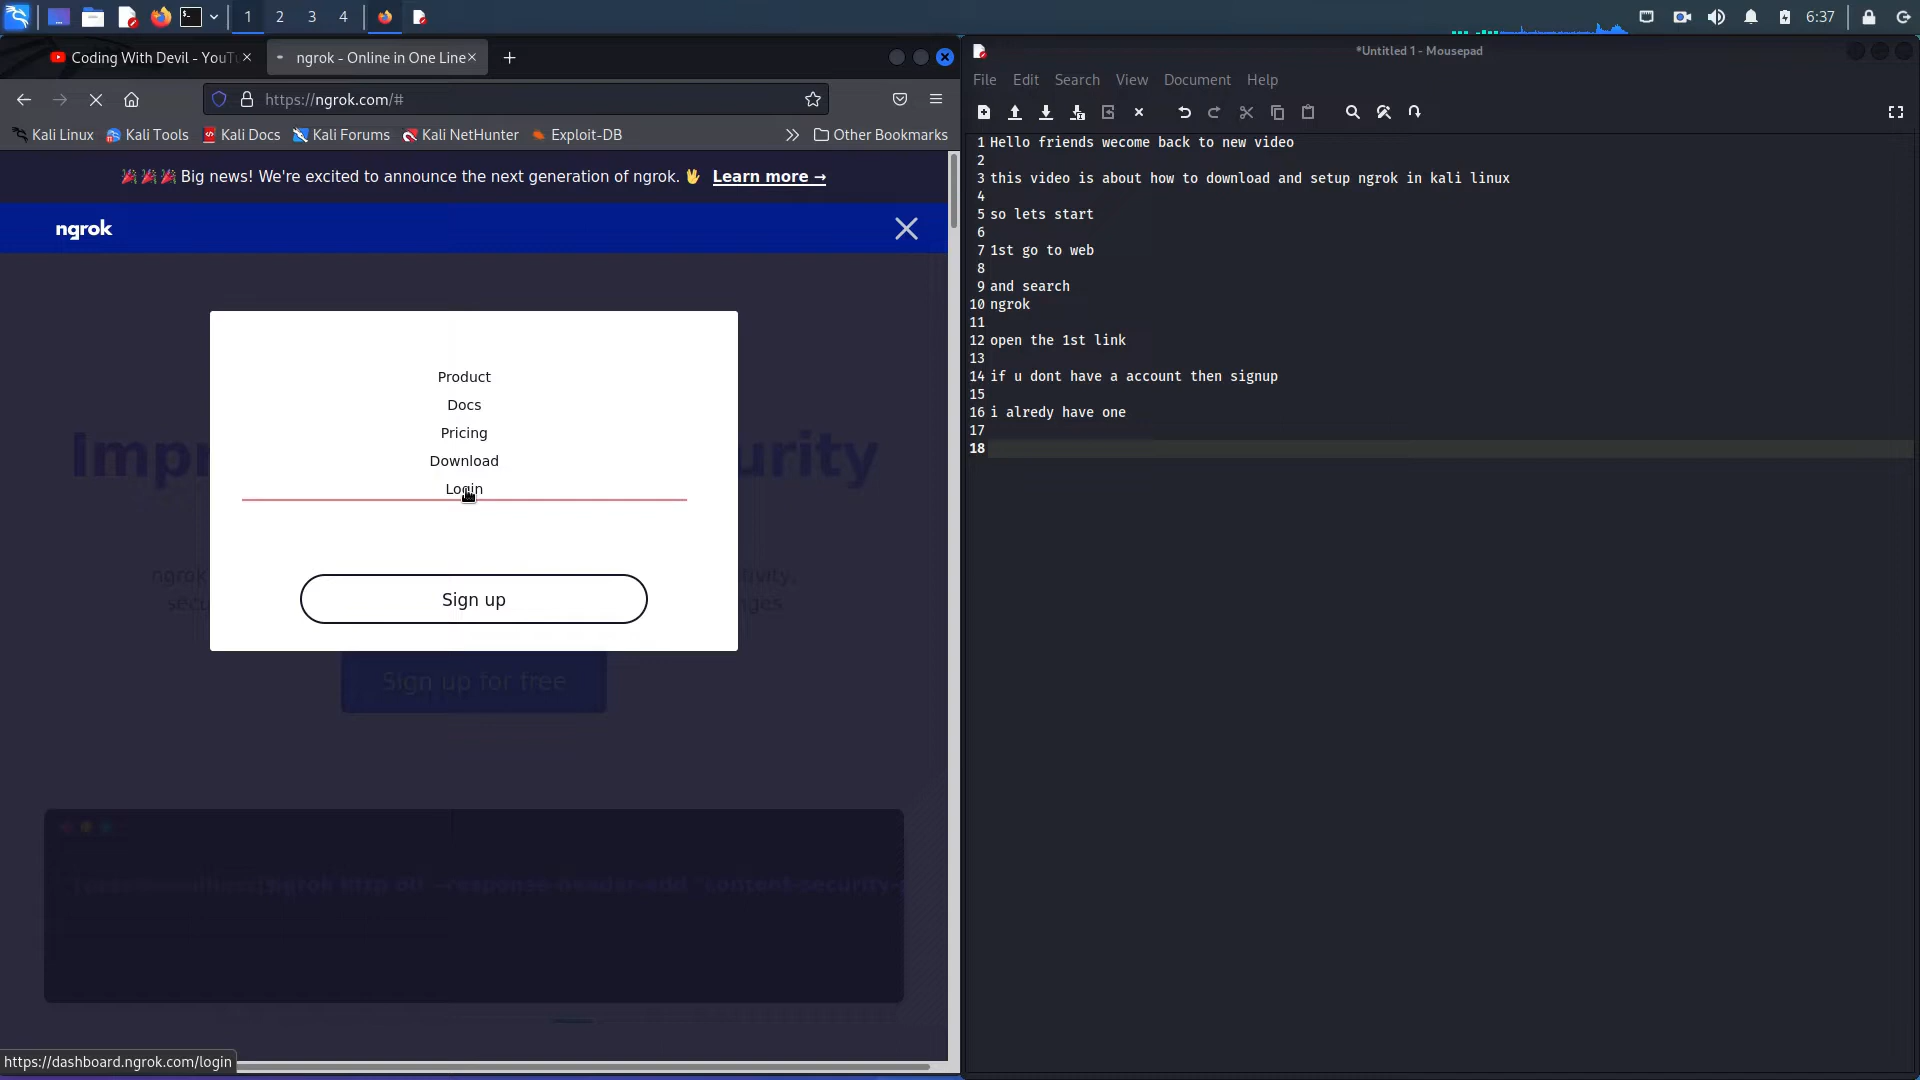 1 2 3 4
6:37
Coding With Devil - YouTu
ngrok - Online in One Line
*Untitled 1 - Mousepad
https://ngrok.com/#
File Edit Search View Document Help
Kali Linux Kali Tools Kali Docs Kali Forums Kali NetHunter Exploit-DB Other Bookmarks
🎉🎉🎉 Big news! We're excited to announce the next generation of ngrok. 🖖 Learn more →
ngrok
Product
Docs
Pricing
Download
Login
Sign up
Sign up for free
https://dashboard.ngrok.com/login
1 Hello friends wecome back to new video
2
3 this video is about how to download and setup ngrok in kali linux
4
5 so lets start
6
7 1st go to web
8
9 and search
10 ngrok
11
12 open the 1st link
13
14 if u dont have a account then signup
15
16 i alredy have one
17
18